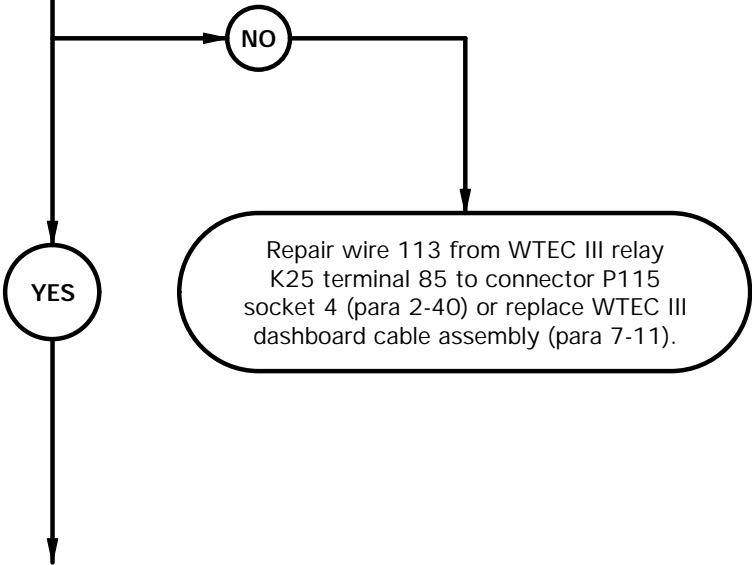 NO
YES
Repair wire 113 from WTEC III relay
K25 terminal 85 to connector P115
socket 4 (para 2-40) or replace WTEC III
dashboard cable assembly (para 7-11).